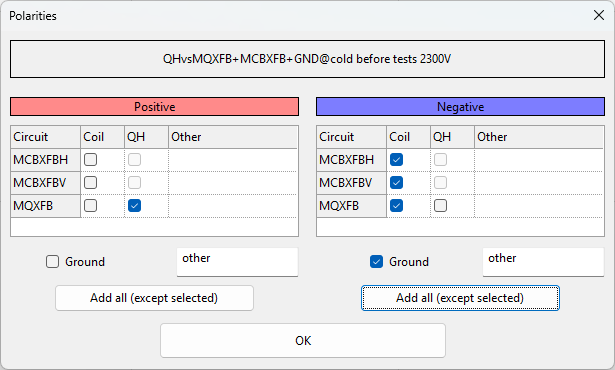 Polarities
QHvsMQXFB+MCBXFB+GND@cold before tests 2300V
Positive
Negative
Circuit Coil QH Other
Circuit Coil QH Other
MCBXFBH
MCBXFBH
MCBXFBV
MCBXFBV
MQXFB
MQXFB
Ground other
Ground other
Add all (except selected)
Add all (except selected)
OK